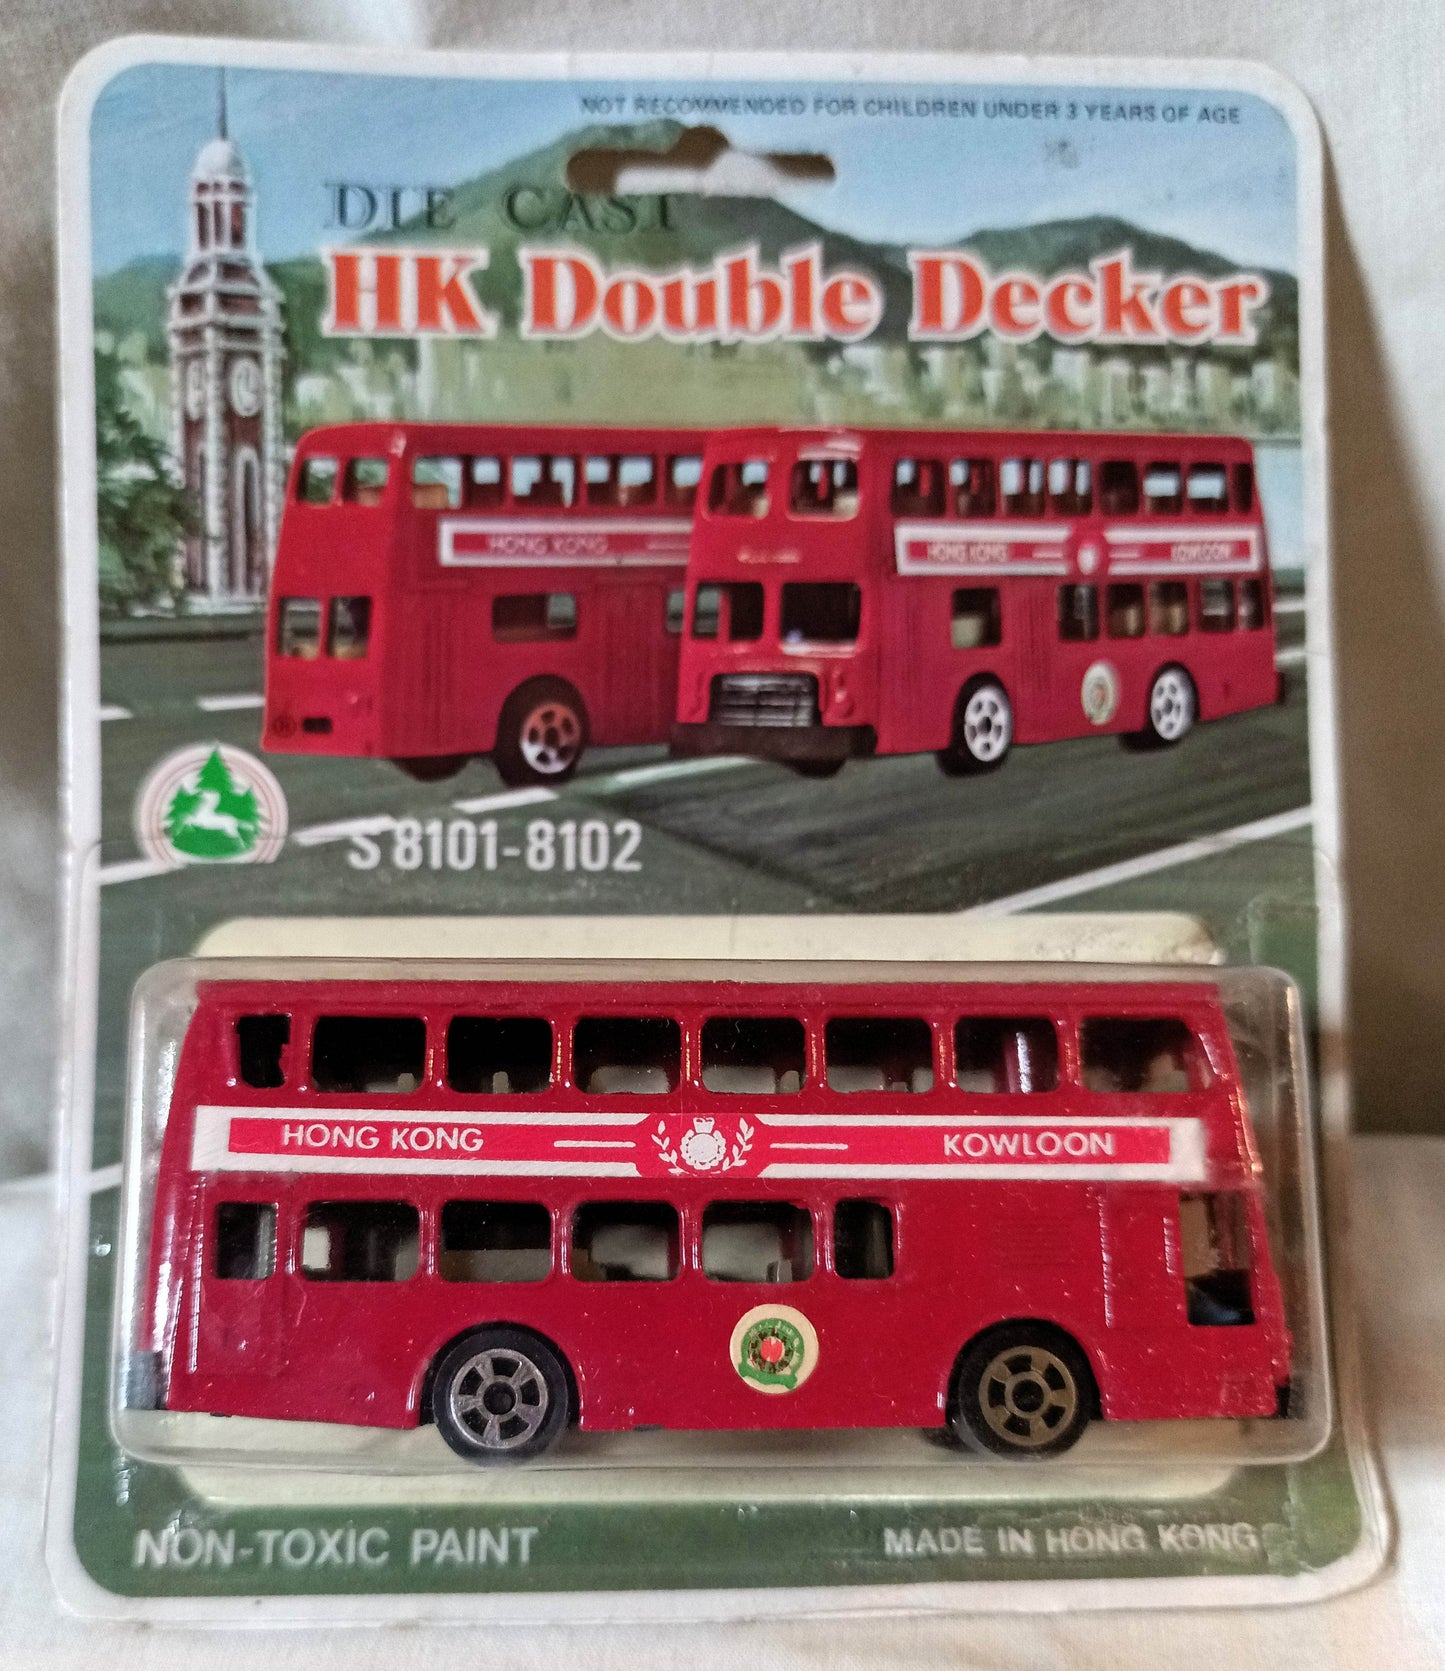 NOT RECOMMENDED FOR CHILDREN UNDER 3 YEARS OF AGE
DIE CAST
HK Double Decker
HONG KONG
HONG KONG KOWLOON
S 8101-8102
HONG KONG KOWLOON
NON-TOXIC PAINT
MADE IN HONG KONG